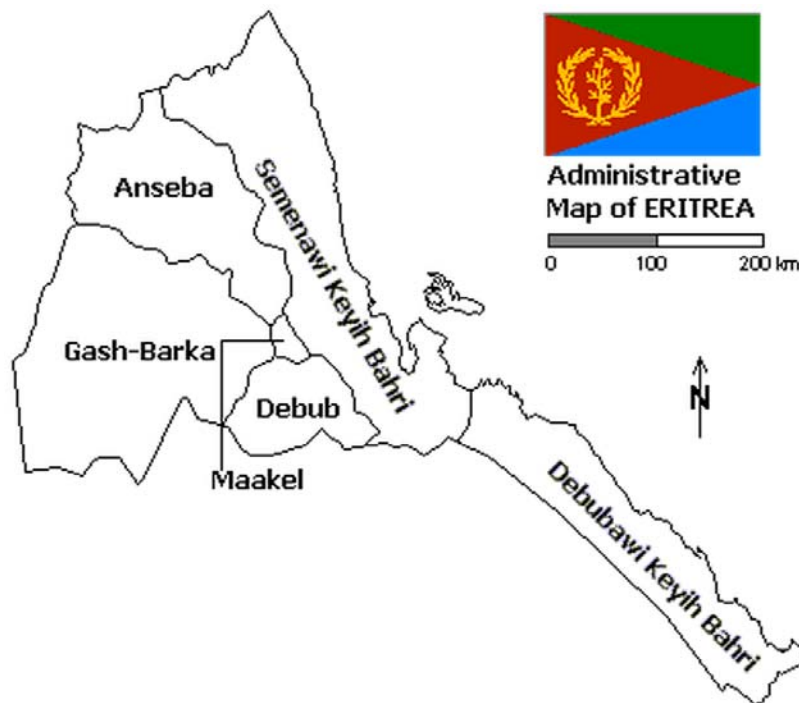 Administrative
Map of ERITREA
0 100 200 km
Anseba
Semenawi Keyih Bahri
Gash-Barka
Debub
Maakel
N
Debubawi Keyih Bahri